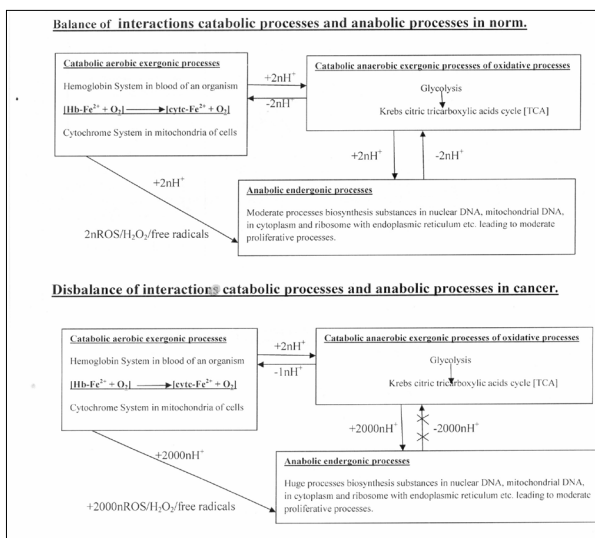 Balance of interactions catabolic processes and anabolic processes in norm.
Catabolic aerobic exergonic processes
Hemoglobin System in blood of an organism
[Hb-Fe²⁺ + O₂] → [cytc-Fe²⁺ + O₂]
Cytochrome System in mitochondria of cells
+2nH⁺
-2nH⁺
Catabolic anaerobic exergonic processes of oxidative processes
Glycolysis
Krebs citric tricarboxylic acids cycle [TCA]
+2nH⁺
-2nH⁺
+2nH⁺
2nROS/H₂O₂/free radicals
Anabolic endergonic processes
Moderate processes biosynthesis substances in nuclear DNA, mitochondrial DNA,
in cytoplasm and ribosome with endoplasmic reticulum etc. leading to moderate
proliferative processes.
Disbalance of interactions catabolic processes and anabolic processes in cancer.
Catabolic aerobic exergonic processes
Hemoglobin System in blood of an organism
[Hb-Fe²⁺ + O₂] → [cytc-Fe²⁺ + O₂]
Cytochrome System in mitochondria of cells
+2nH⁺
-1nH⁺
Catabolic anaerobic exergonic processes of oxidative processes
Glycolysis
Krebs citric tricarboxylic acids cycle [TCA]
+2000nH⁺
-2000nH⁺
+2000nH⁺
+2000nROS/H₂O₂/free radicals
Anabolic endergonic processes
Huge processes biosynthesis substances in nuclear DNA, mitochondrial DNA,
in cytoplasm and ribosome with endoplasmic reticulum etc. leading to moderate
proliferative processes.